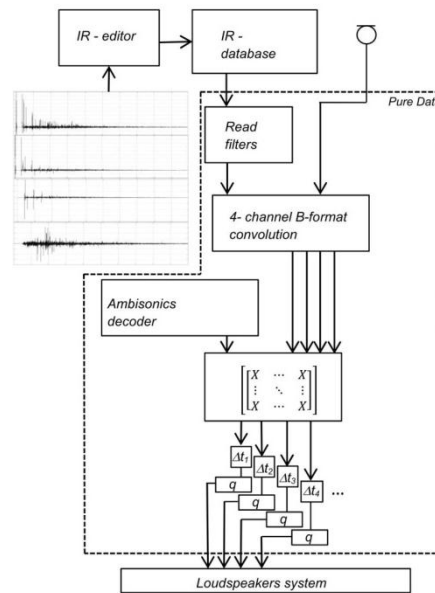 IR - editor
IR -
database
Pure Data
Read
filters
4- channel B-format
convolution
Ambisonics
decoder
X ⋯ X
⋮ ⋱ ⋮
X ⋯ X
Δt1
Δt2
Δt3
Δt4
...
q
q
q
q
Loudspeakers system